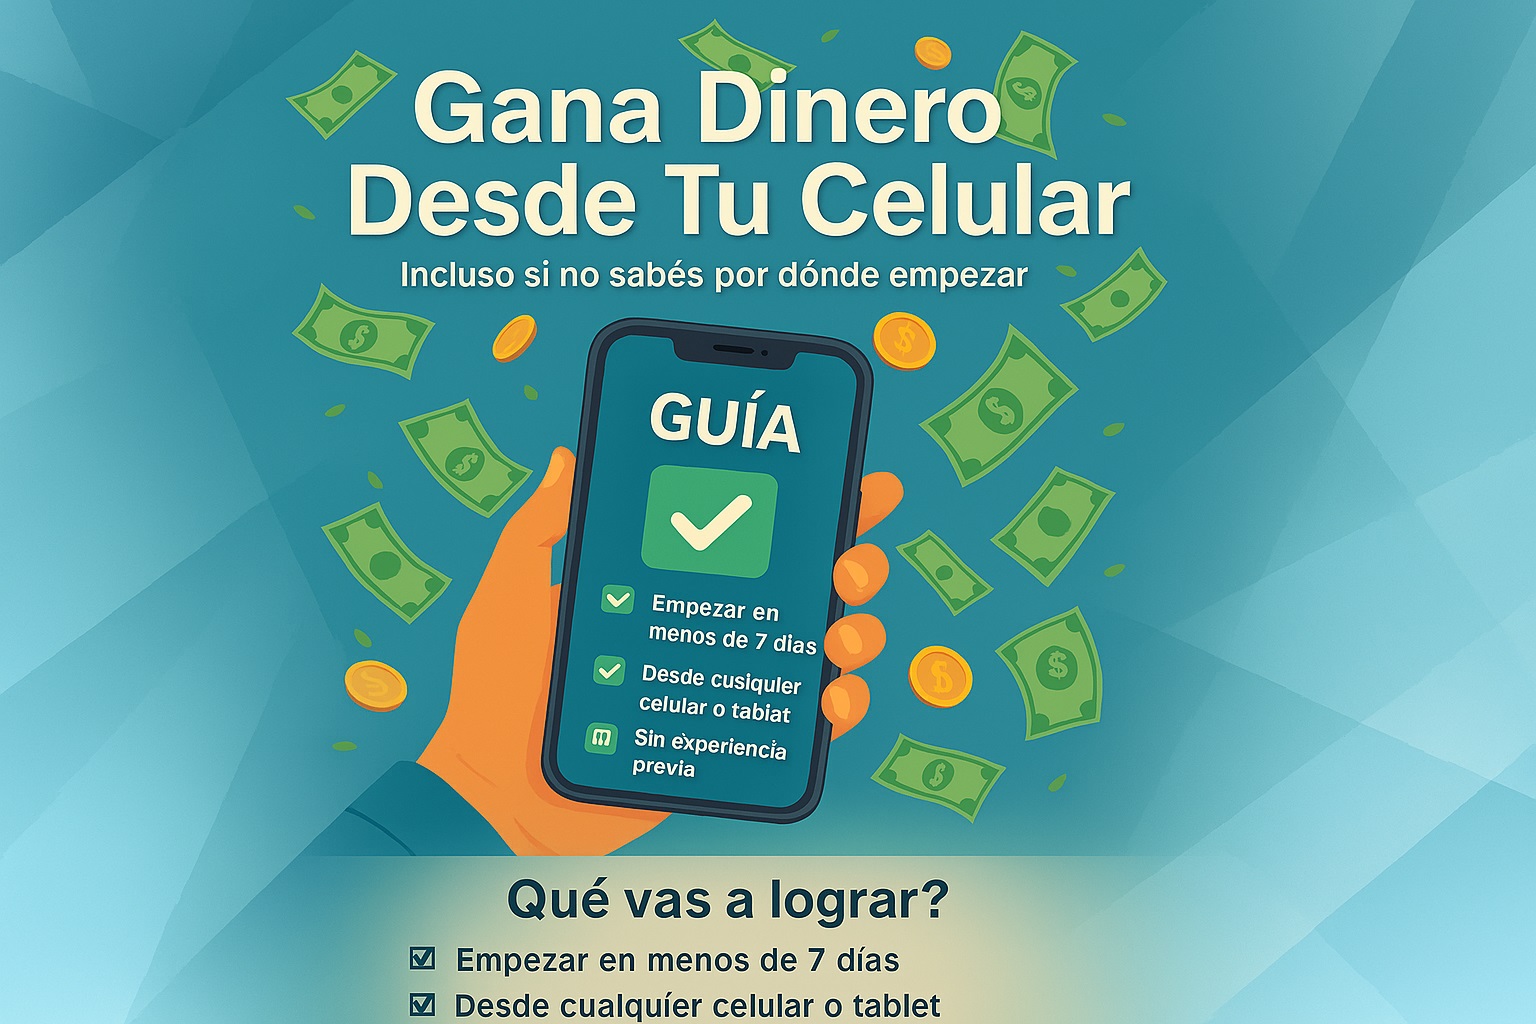 Gana Dinero
Desde Tu Celular
Incluso si no sabés por dónde empezar
GUÍA
Empezar en
menos de 7 dias
Desde cusiquler
celular o tabiat
Sin experiencia
previa
Qué vas a lograr?
Empezar en menos de 7 días
Desde cualquíer celular o tablet